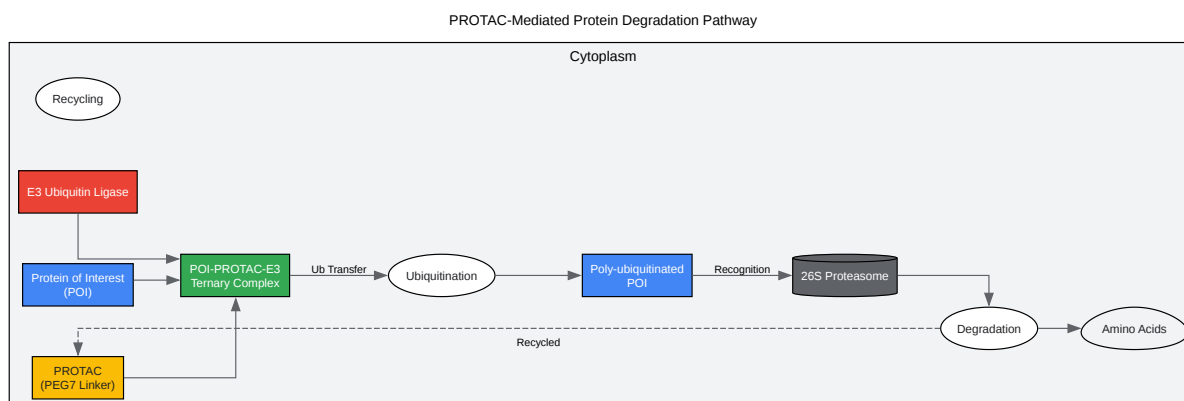 PROTAC-Mediated Protein Degradation Pathway
Cytoplasm
Recycling
E3 Ubiquitin Ligase
Protein of Interest
(POI)
POI-PROTAC-E3
Ternary Complex
Ub Transfer
Ubiquitination
Poly-ubiquitinated
POI
Recognition
26S Proteasome
Degradation
Amino Acids
Recycled
PROTAC
(PEG7 Linker)